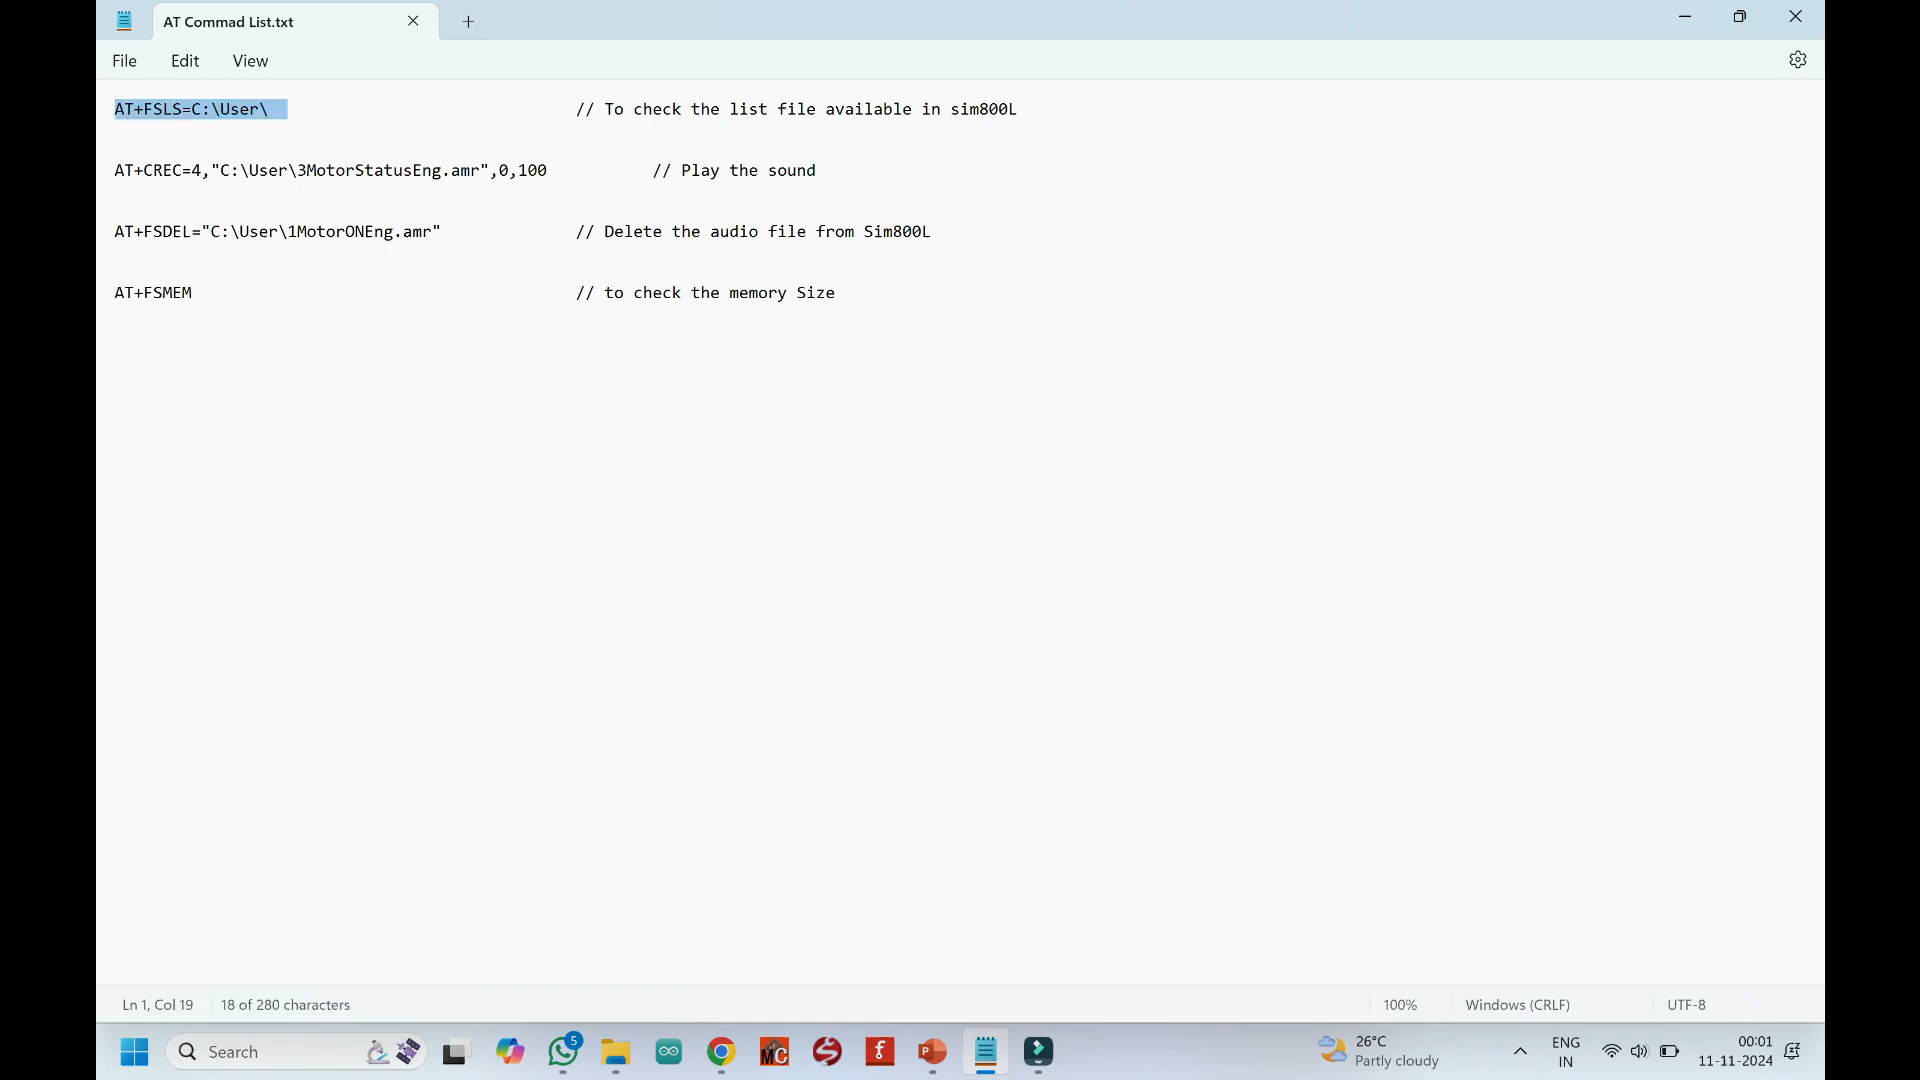 AT Commad List.txt
File Edit View
AT+FSLS=C:\User\ // To check the list file available in sim800L
AT+CREC=4,"C:\User\3MotorStatusEng.amr",0,100 // Play the sound
AT+FSDEL="C:\User\1MotorONEng.amr" // Delete the audio file from Sim800L
AT+FSMEM // to check the memory Size
Ln 1, Col 19 18 of 280 characters 100% Windows (CRLF) UTF-8
Search
5
MC
P
26°C
Partly cloudy
ENG
IN
00:01
11-11-2024